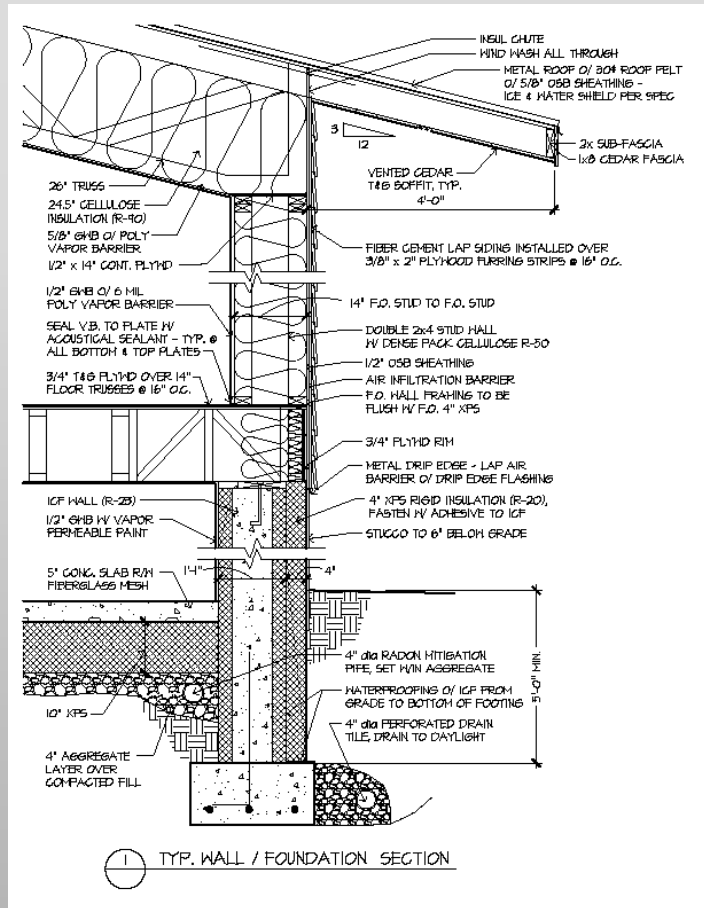 INSUL CHUTE
WIND WASH ALL THROUGH
METAL ROOF O/ 30# ROOF FELT
O/ 5/8" OSB SHEATHING -
ICE & WATER SHIELD PER SPEC
3
12
2x SUB-FASCIA
1x8 CEDAR FASCIA
VENTED CEDAR
T&G SOFFIT, TYP.
4'-0"
26" TRUSS
24.5" CELLULOSE
INSULATION (R-90)
5/8" GWB O/ POLY
VAPOR BARRIER
1/2" x 14" CONT. PLYWD
FIBER CEMENT LAP SIDING INSTALLED OVER
3/8" x 2" PLYWOOD FURRING STRIPS @ 16" O.C.
1/2" GWB O/ 6 MIL
POLY VAPOR BARRIER
14" F.O. STUD TO F.O. STUD
SEAL V.B. TO PLATE W/
ACOUSTICAL SEALANT - TYP. @
ALL BOTTOM & TOP PLATES
DOUBLE 2x4 STUD WALL
W/ DENSE PACK CELLULOSE R-50
1/2" OSB SHEATHING
3/4" T&G PLYWD OVER 14"
FLOOR TRUSSES @ 16" O.C.
AIR INFILTRATION BARRIER
F.O. WALL FRAMING TO BE
FLUSH W/ F.O. 4" XPS
3/4" PLYWD RIM
METAL DRIP EDGE - LAP AIR
BARRIER O/ DRIP EDGE FLASHING
ICF WALL (R-23)
1/2" GWB W/ VAPOR
PERMEABLE PAINT
4" XPS RIGID INSULATION (R-20),
FASTEN W/ ADHESIVE TO ICF
STUCCO TO 6" BELOW GRADE
5" CONC. SLAB R/W
FIBERGLASS MESH
1'-1"
4"
4" dia RADON MITIGATION
PIPE, SET W/IN AGGREGATE
5'-0" MIN.
WATERPROOFING O/ ICF FROM
GRADE TO BOTTOM OF FOOTING
10" XPS
4" dia PERFORATED DRAIN
TILE, DRAIN TO DAYLIGHT
4" AGGREGATE
LAYER OVER
COMPACTED FILL
1
TYP. WALL / FOUNDATION SECTION